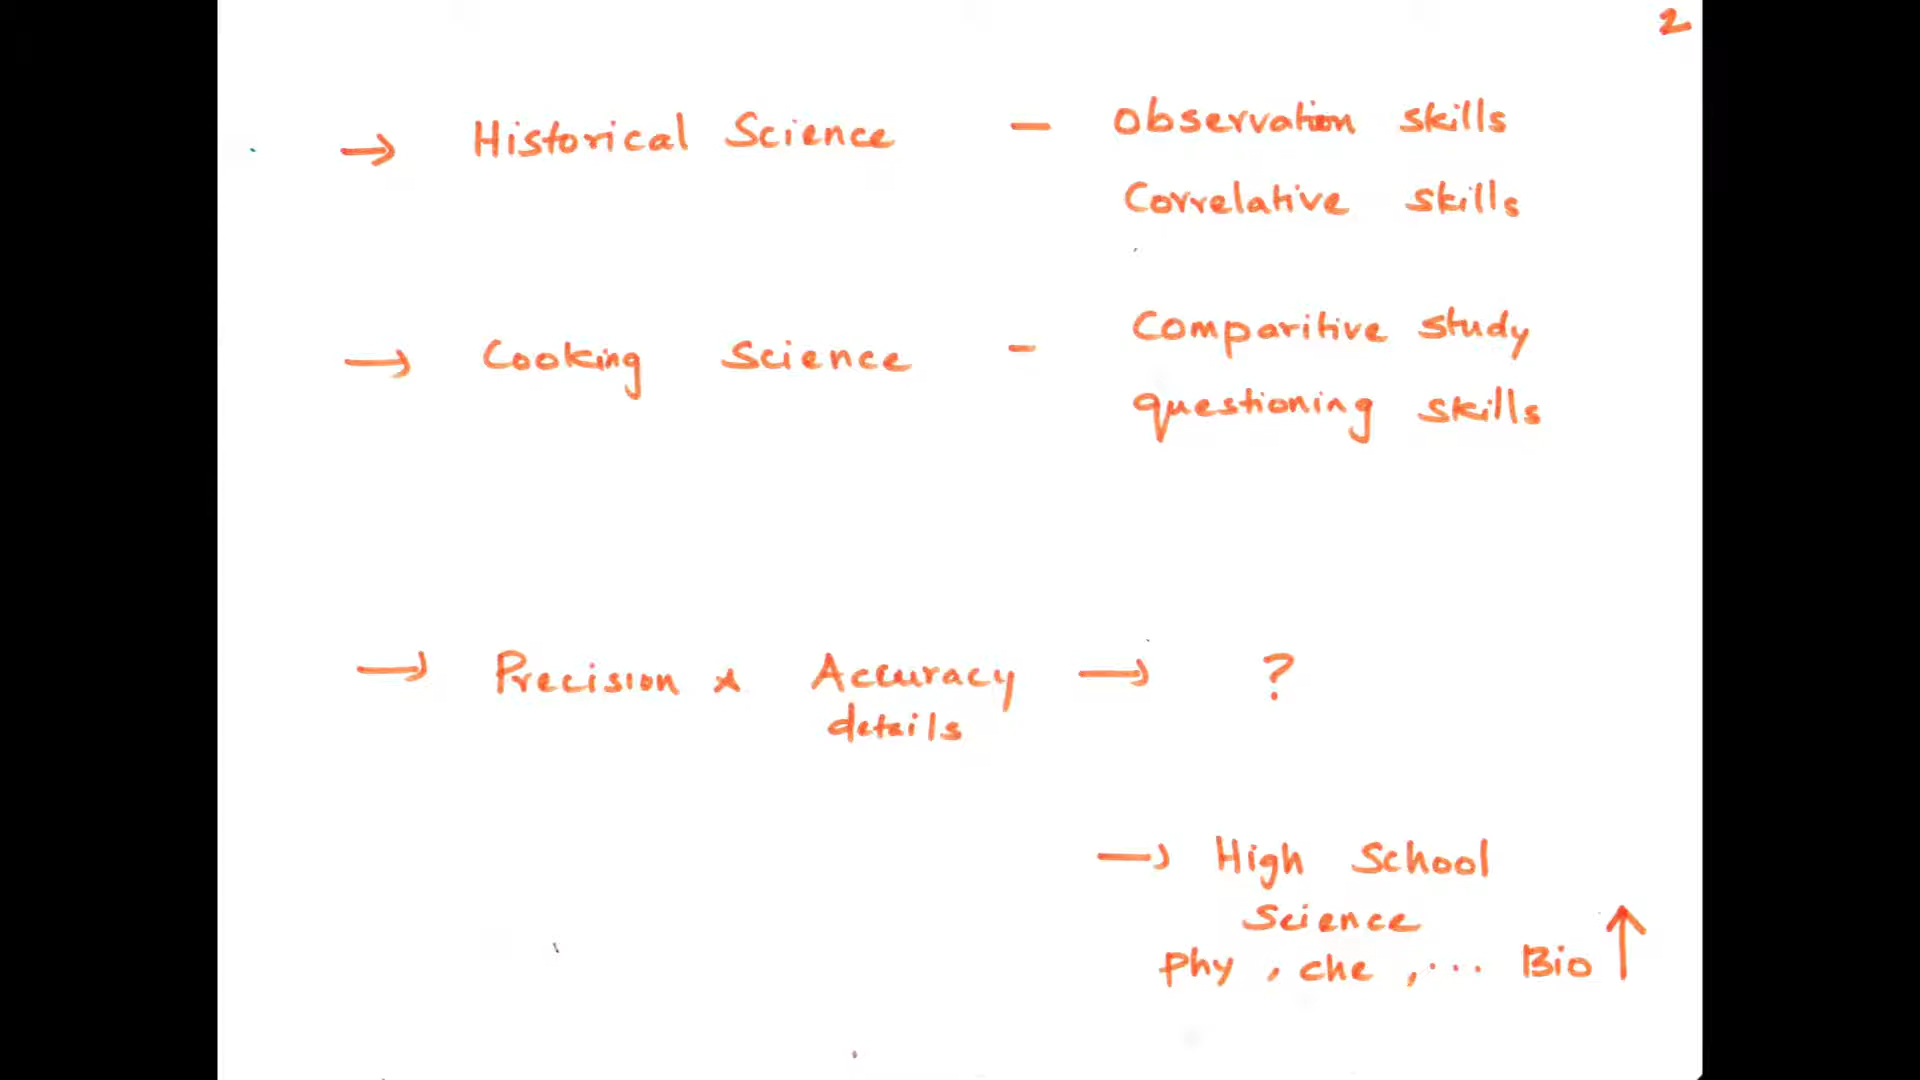 2
→ Historical Science - Observation skills
Correlative skills
→ Cooking Science - Comparitive study
questioning skills
→ Precision & Accuracy → ?
details
→ High School
Science
Phy, che, ... Bio ↑